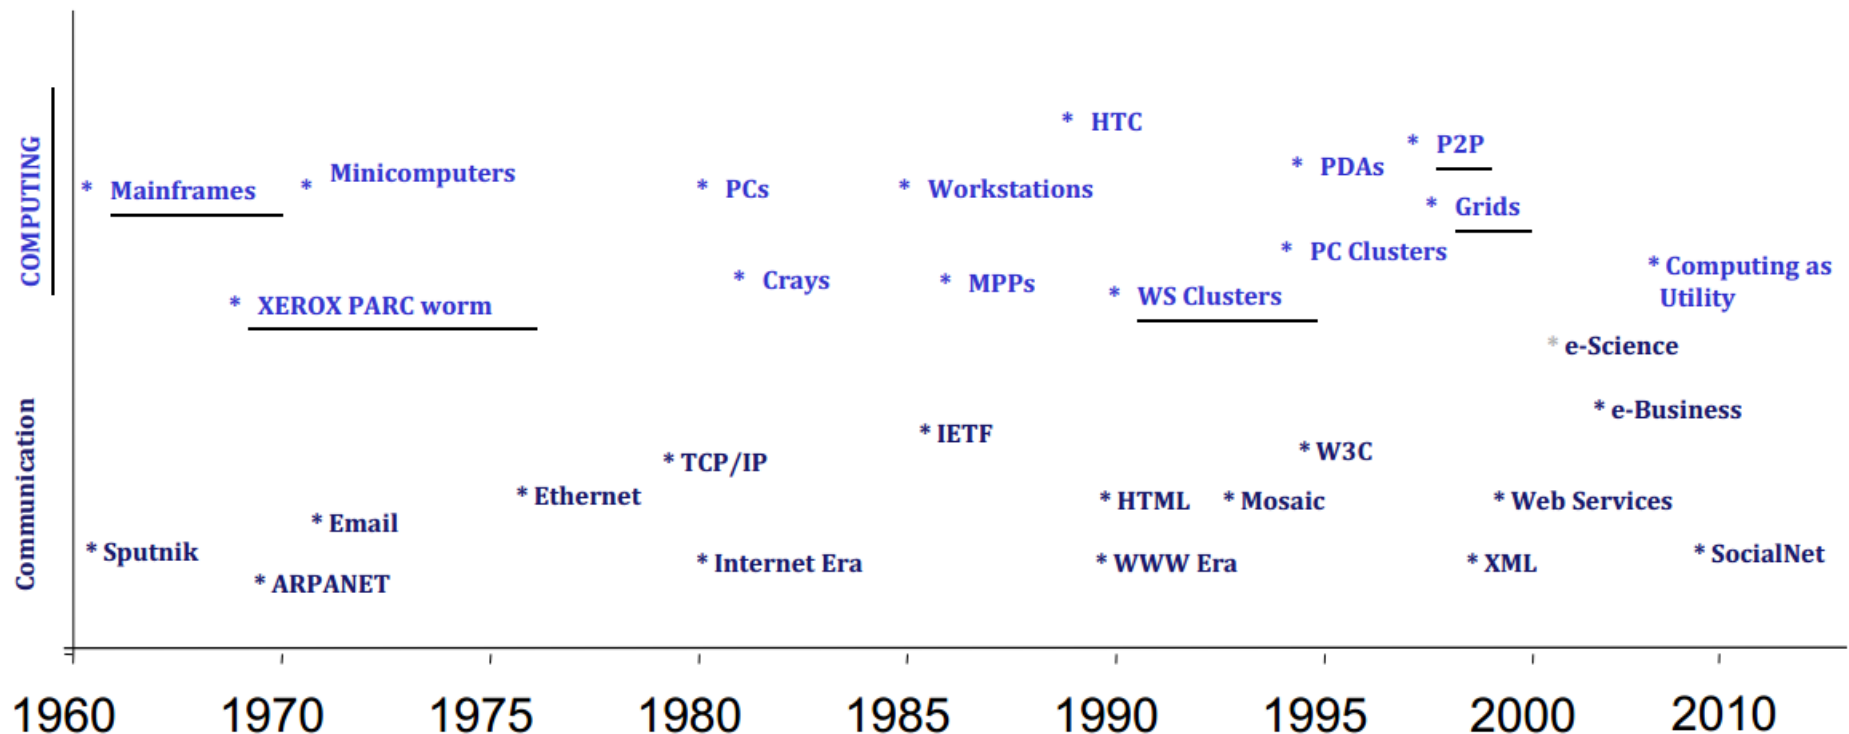 COMPUTING
* HTC
* P2P
* PDAs
* Mainframes
* Minicomputers
* PCs
* Workstations
* Grids
* PC Clusters
* Crays
* MPPs
* WS Clusters
* Computing as
Utility
* XEROX PARC worm
Communication
* e-Science
* e-Business
* IETF
* W3C
* TCP/IP
* Ethernet
* HTML
* Mosaic
* Web Services
* Email
* Sputnik
* Internet Era
* WWW Era
* XML
* SocialNet
* ARPANET
1960 1970 1975 1980 1985 1990 1995 2000 2010